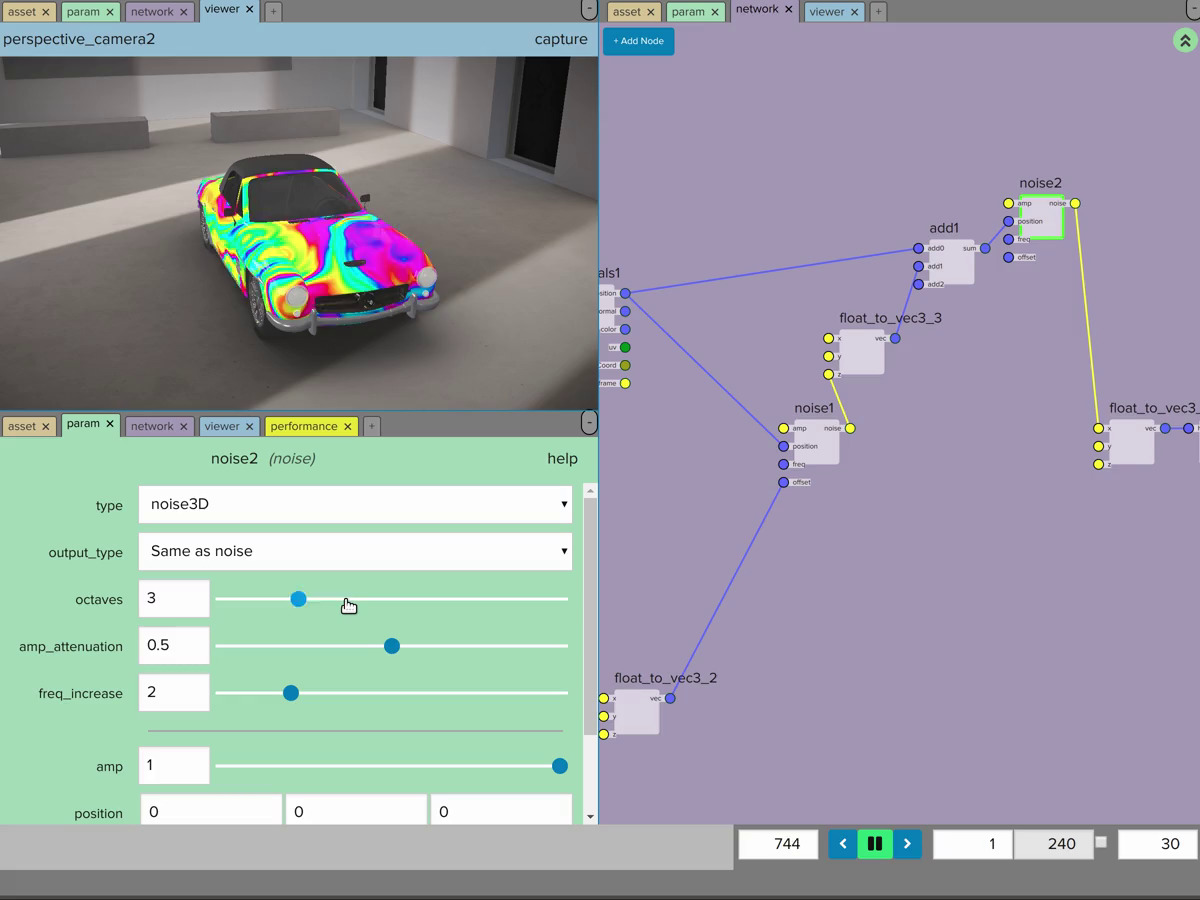 asset ✕ param ✕ network ✕ viewer ✕ + -
perspective_camera2 capture
asset ✕ param ✕ network ✕ viewer ✕ performance ✕ + -
noise2 (noise) help
type noise3D
output_type Same as noise
octaves 3
amp_attenuation 0.5
freq_increase 2
amp 1
position 0 0 0
asset ✕ param ✕ network ✕ viewer ✕ + -
+ Add Node
noise2
amp noise
position
freq
offset
add1
add0 sum
add1
add2
als1
sition
ormal
color
uv
Coord
frame
float_to_vec3_3
x vec
y
z
noise1
amp noise
position
freq
offset
float_to_vec3_
x vec
y
z
float_to_vec3_2
x vec
y
z
744 1 240 30